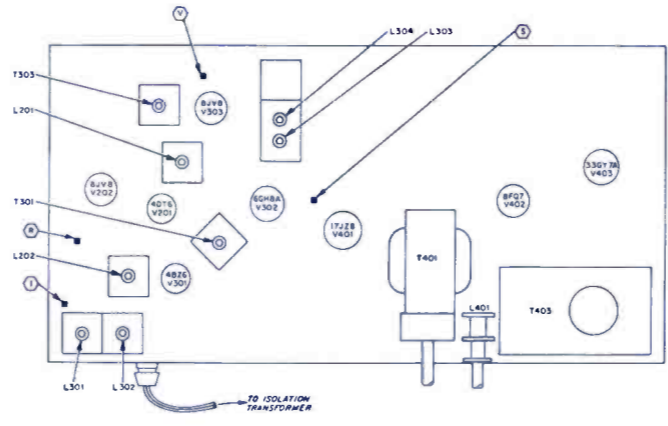 V
L304
L303
S
T303
8JV8
V303
L201
33GY7A
V403
8JV8
V202
4DT6
V201
6GH8A
V302
8FQ7
V402
T301
17JZ8
V401
R
L202
T401
4BZ6
V301
I
L401
T403
L301
L302
TO ISOLATION
TRANSFORMER